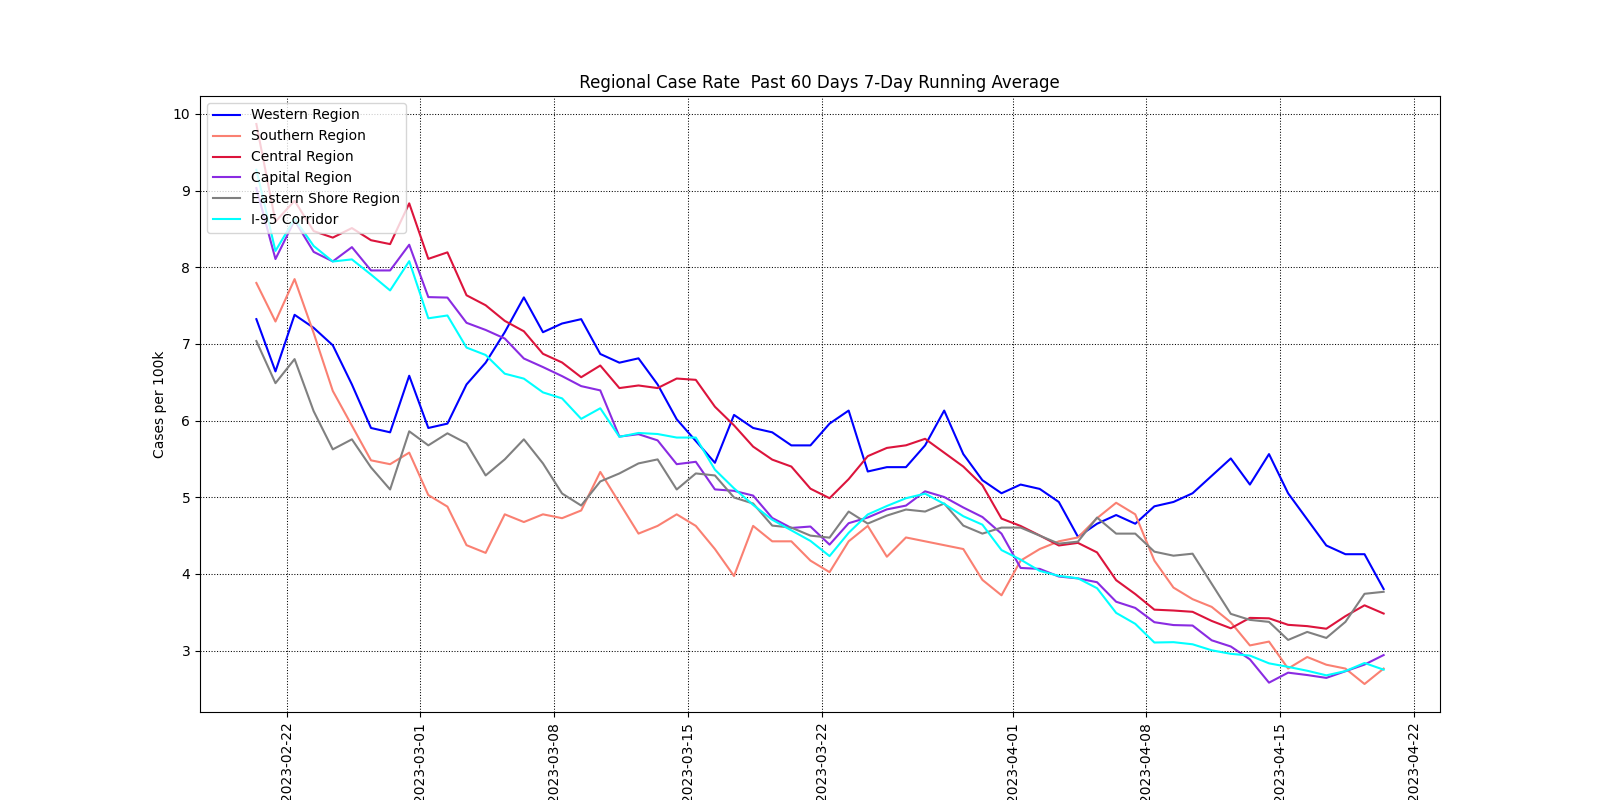 Regional Case Rate  Past 60 Days 7-Day Running Average
Western Region
Southern Region
Central Region
Capital Region
Eastern Shore Region
I-95 Corridor
Cases per 100k
10
9
8
7
6
5
4
3
2023-02-22
2023-03-01
2023-03-08
2023-03-15
2023-03-22
2023-04-01
2023-04-08
2023-04-15
2023-04-22